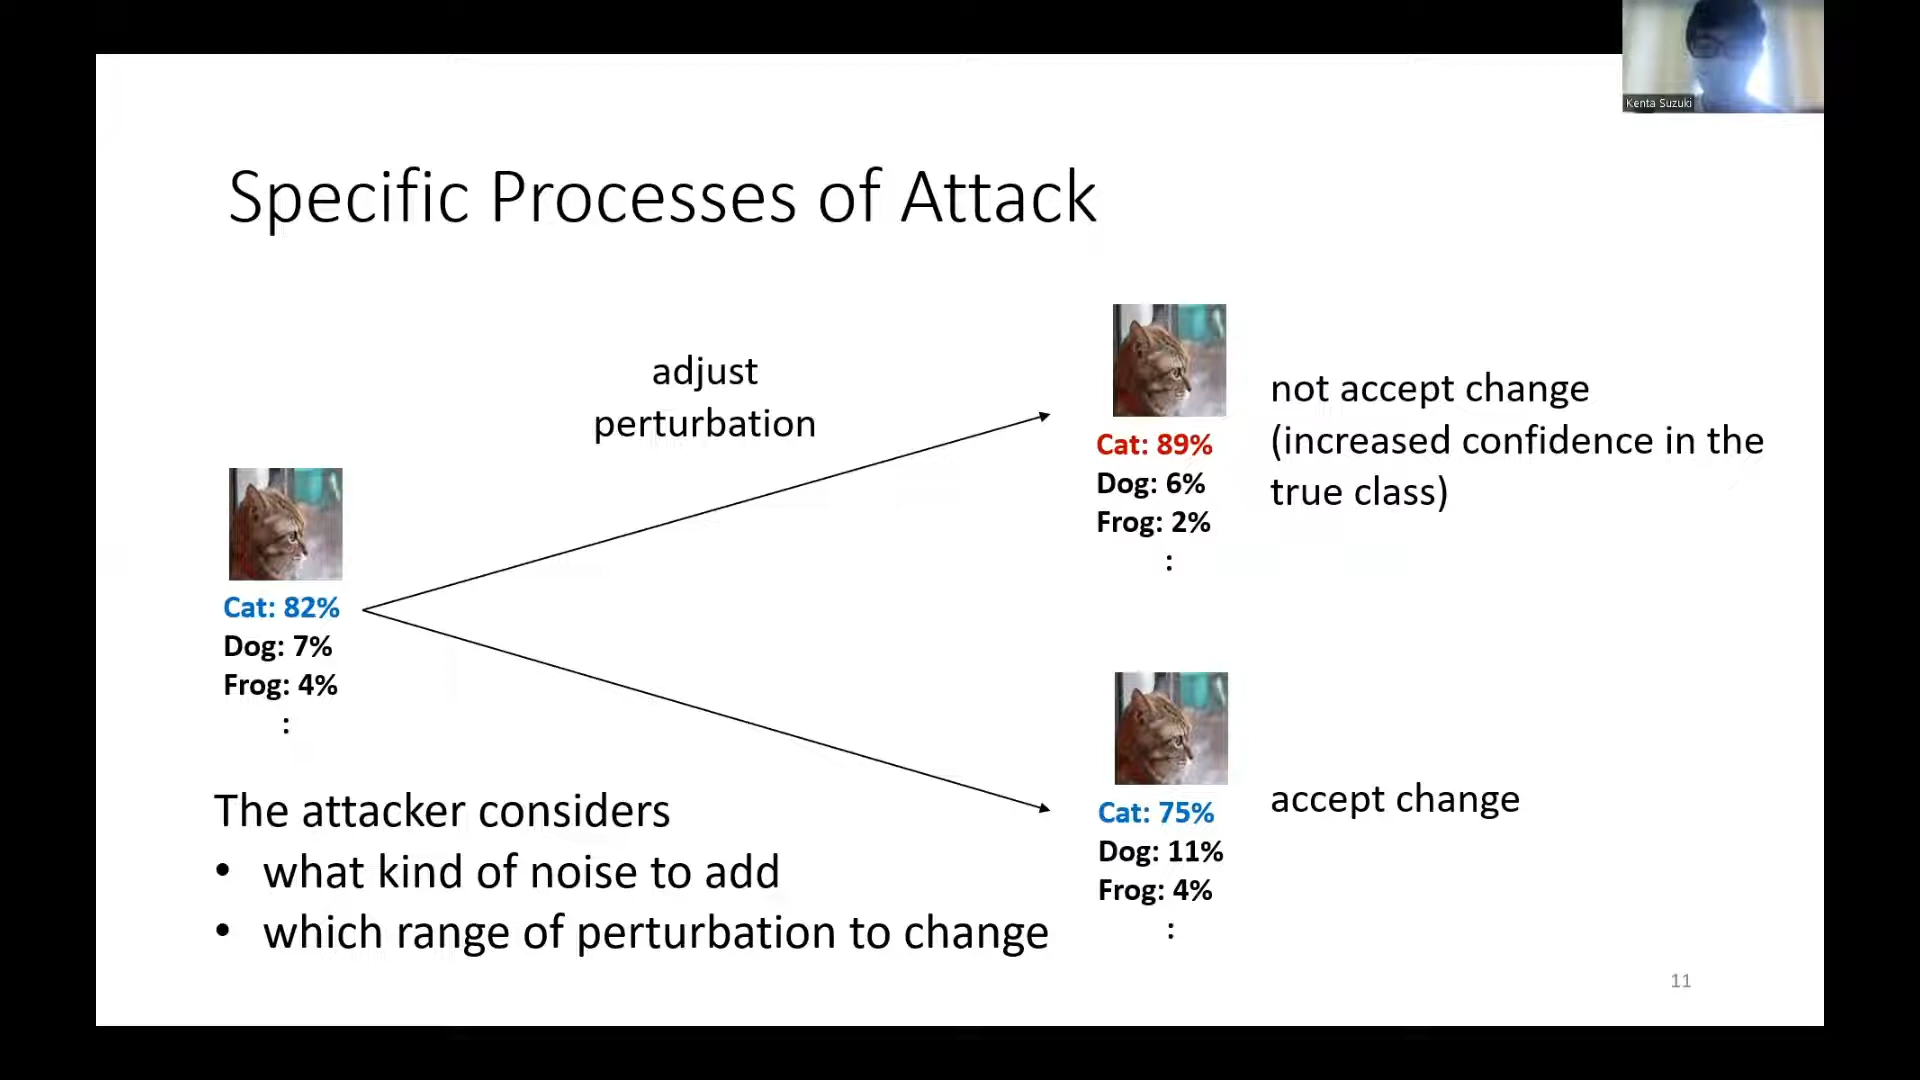 Kenta Suzuki
Specific Processes of Attack
adjust
perturbation
Cat: 82%
Dog: 7%
Frog: 4%
:
Cat: 89%
Dog: 6%
Frog: 2%
:
not accept change
(increased confidence in the
true class)
Cat: 75%
Dog: 11%
Frog: 4%
:
accept change
The attacker considers
• what kind of noise to add
• which range of perturbation to change
11